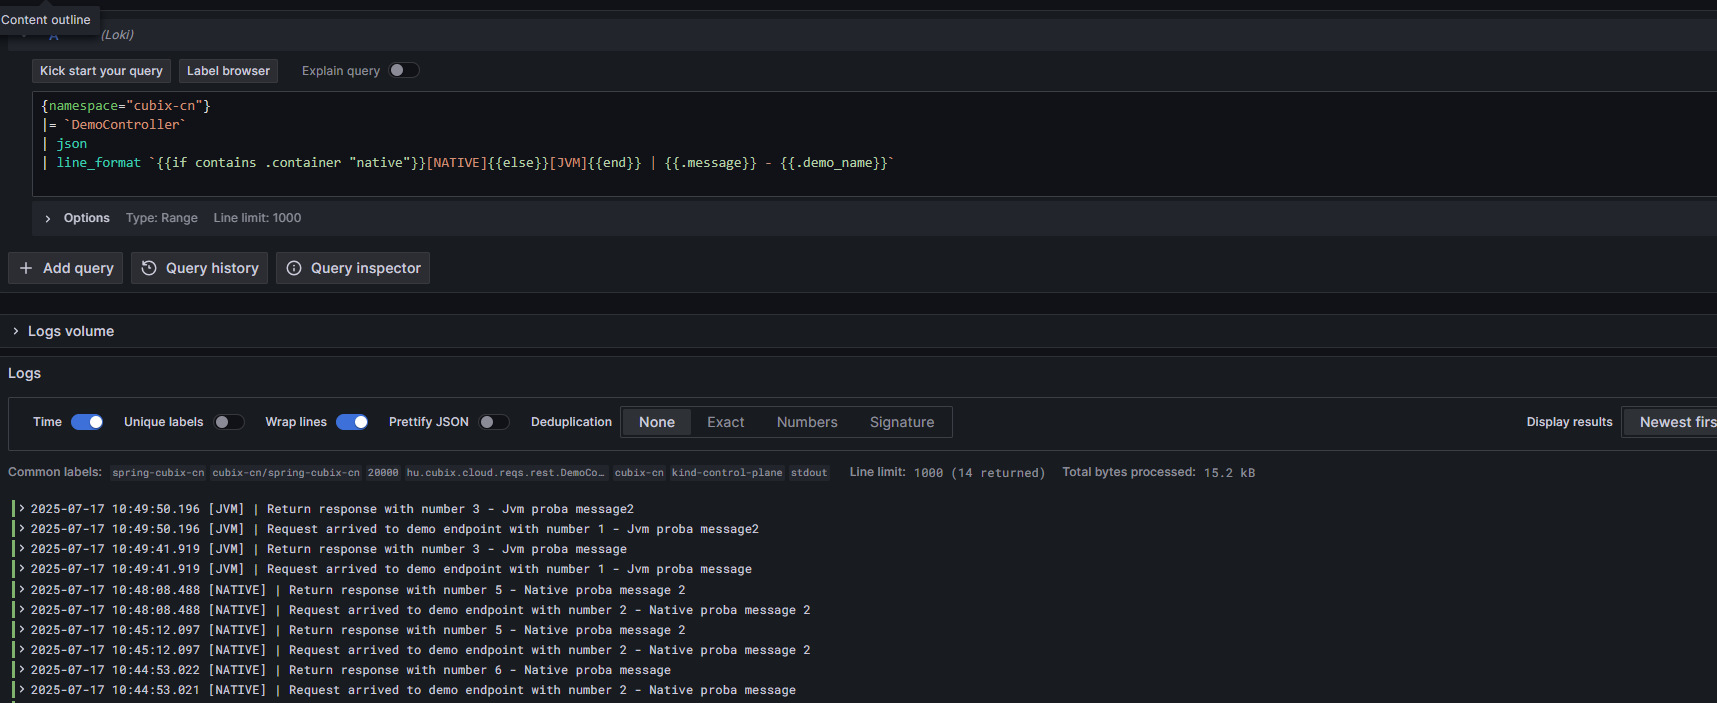 Content outline
A (Loki)
Kick start your query Label browser Explain query
{namespace="cubix-cn"}
|= `DemoController`
| json
| line_format `{{if contains .container "native"}}[NATIVE]{{else}}[JVM]{{end}} | {{.message}} - {{.demo_name}}`
Options Type: Range Line limit: 1000
Add query Query history Query inspector
Logs volume
Logs
Time Unique labels Wrap lines Prettify JSON Deduplication None Exact Numbers Signature Display results Newest firs
Common labels: spring-cubix-cn cubix-cn/spring-cubix-cn 20000 hu.cubix.cloud.reqs.rest.DemoCo… cubix-cn kind-control-plane stdout Line limit: 1000 (14 returned) Total bytes processed: 15.2 kB
2025-07-17 10:49:50.196 [JVM] | Return response with number 3 - Jvm proba message2
2025-07-17 10:49:50.196 [JVM] | Request arrived to demo endpoint with number 1 - Jvm proba message2
2025-07-17 10:49:41.919 [JVM] | Return response with number 3 - Jvm proba message
2025-07-17 10:49:41.919 [JVM] | Request arrived to demo endpoint with number 1 - Jvm proba message
2025-07-17 10:48:08.488 [NATIVE] | Return response with number 5 - Native proba message 2
2025-07-17 10:48:08.488 [NATIVE] | Request arrived to demo endpoint with number 2 - Native proba message 2
2025-07-17 10:45:12.097 [NATIVE] | Return response with number 5 - Native proba message 2
2025-07-17 10:45:12.097 [NATIVE] | Request arrived to demo endpoint with number 2 - Native proba message 2
2025-07-17 10:44:53.022 [NATIVE] | Return response with number 6 - Native proba message
2025-07-17 10:44:53.021 [NATIVE] | Request arrived to demo endpoint with number 2 - Native proba message